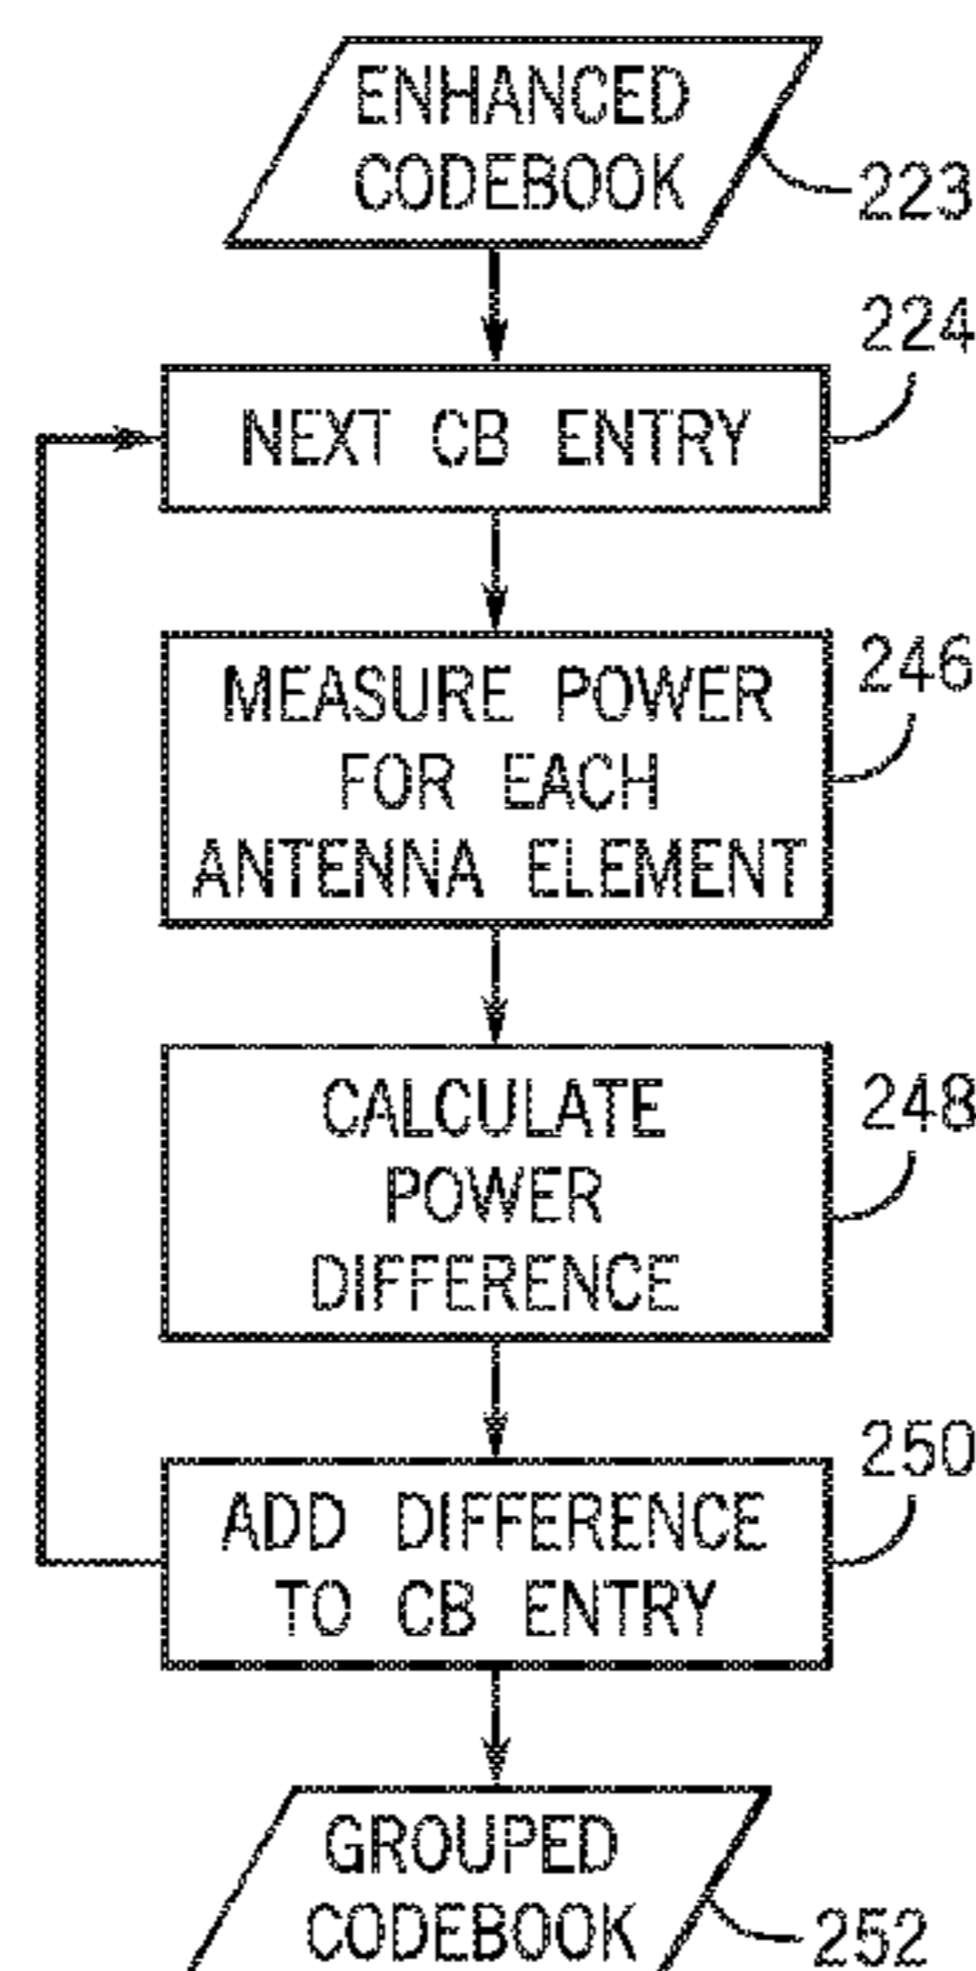 ENHANCED
CODEBOOK
223
224
NEXT CB ENTRY
246
MEASURE POWER
FOR EACH
ANTENNA ELEMENT
248
CALCULATE
POWER
DIFFERENCE
250
ADD DIFFERENCE
TO CB ENTRY
GROUPED
CODEBOOK
252